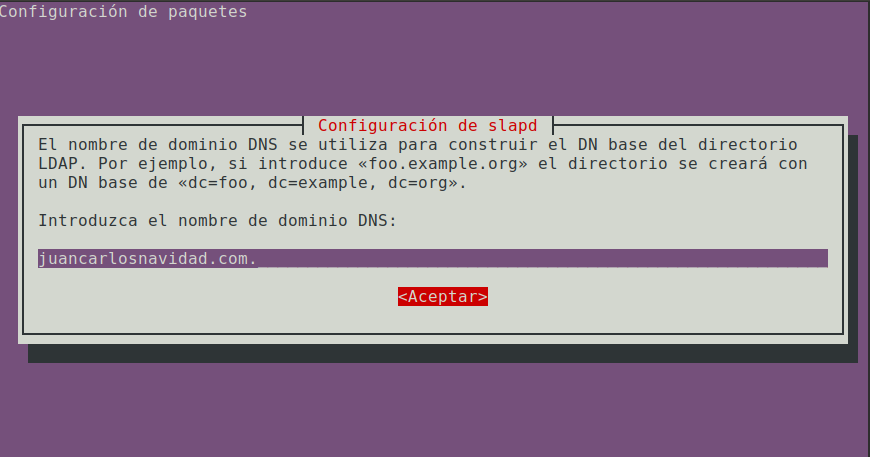 Configuración de paquetes
Configuración de slapd
El nombre de dominio DNS se utiliza para construir el DN base del directorio
LDAP. Por ejemplo, si introduce «foo.example.org» el directorio se creará con
un DN base de «dc=foo, dc=example, dc=org».
Introduzca el nombre de dominio DNS:
juancarlosnavidad.com.
<Aceptar>